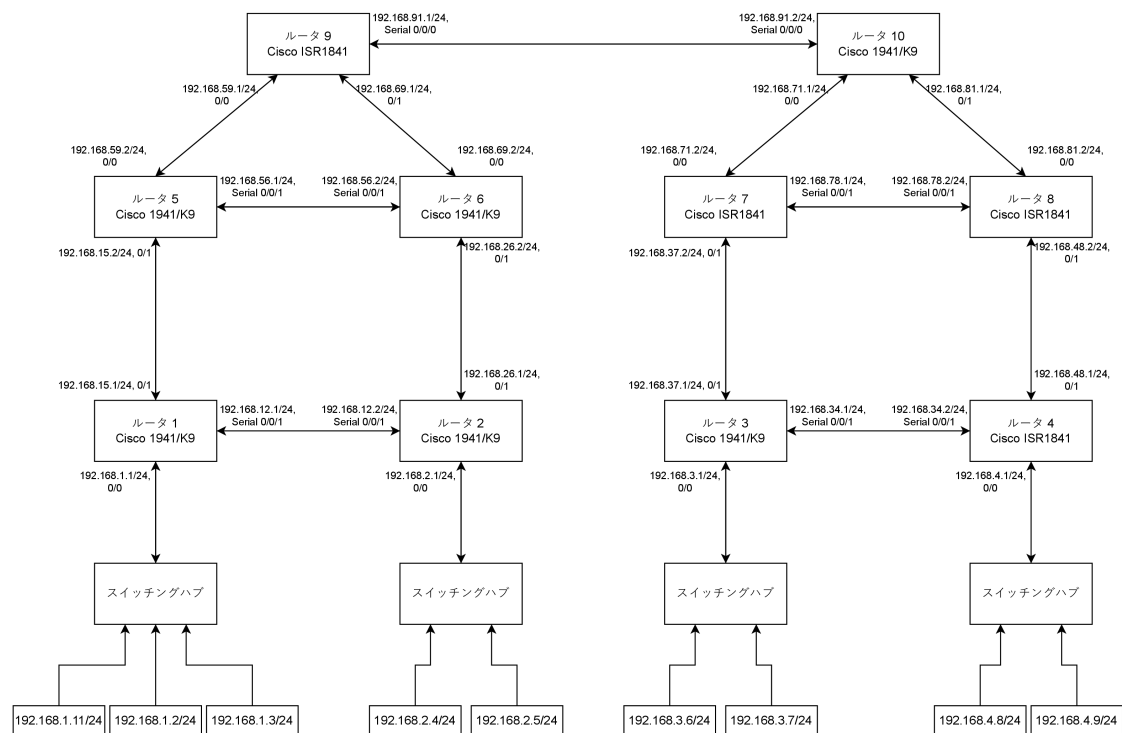 192.168.91.1/24,
Serial 0/0/0
192.168.91.2/24,
Serial 0/0/0
ルータ 9
Cisco ISR1841
ルータ 10
Cisco 1941/K9
192.168.59.1/24,
0/0
192.168.69.1/24,
0/1
192.168.71.1/24,
0/0
192.168.81.1/24,
0/1
192.168.59.2/24,
0/0
192.168.69.2/24,
0/0
192.168.71.2/24,
0/0
192.168.81.2/24,
0/0
ルータ 5
Cisco 1941/K9
192.168.56.1/24,
Serial 0/0/1
192.168.56.2/24,
Serial 0/0/1
ルータ 6
Cisco 1941/K9
ルータ 7
Cisco ISR1841
192.168.78.1/24,
Serial 0/0/1
192.168.78.2/24,
Serial 0/0/1
ルータ 8
Cisco ISR1841
192.168.15.2/24, 0/1
192.168.26.2/24,
0/1
192.168.37.2/24, 0/1
192.168.48.2/24,
0/1
192.168.15.1/24, 0/1
192.168.26.1/24,
0/1
192.168.37.1/24, 0/1
192.168.48.1/24,
0/1
ルータ 1
Cisco 1941/K9
192.168.12.1/24,
Serial 0/0/1
192.168.12.2/24,
Serial 0/0/1
ルータ 2
Cisco 1941/K9
ルータ 3
Cisco 1941/K9
192.168.34.1/24,
Serial 0/0/1
192.168.34.2/24,
Serial 0/0/1
ルータ 4
Cisco ISR1841
192.168.1.1/24,
0/0
192.168.2.1/24,
0/0
192.168.3.1/24,
0/0
192.168.4.1/24,
0/0
スイッチングハブ
スイッチングハブ
スイッチングハブ
スイッチングハブ
192.168.1.11/24
192.168.1.2/24
192.168.1.3/24
192.168.2.4/24
192.168.2.5/24
192.168.3.6/24
192.168.3.7/24
192.168.4.8/24
192.168.4.9/24